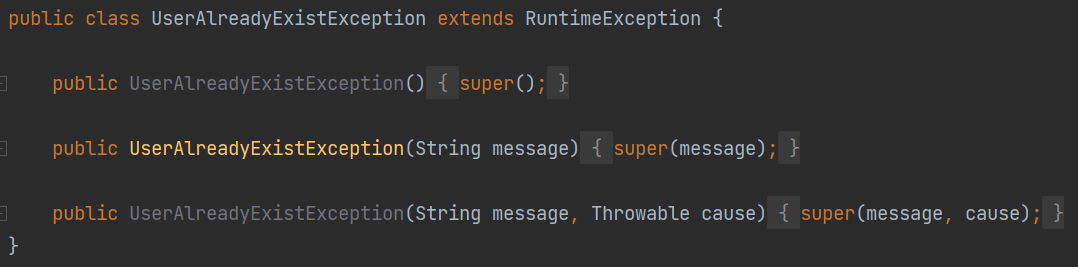 public class UserAlreadyExistException extends RuntimeException {
public UserAlreadyExistException() { super(); }
public UserAlreadyExistException(String message) { super(message); }
public UserAlreadyExistException(String message, Throwable cause) { super(message, cause); }
}